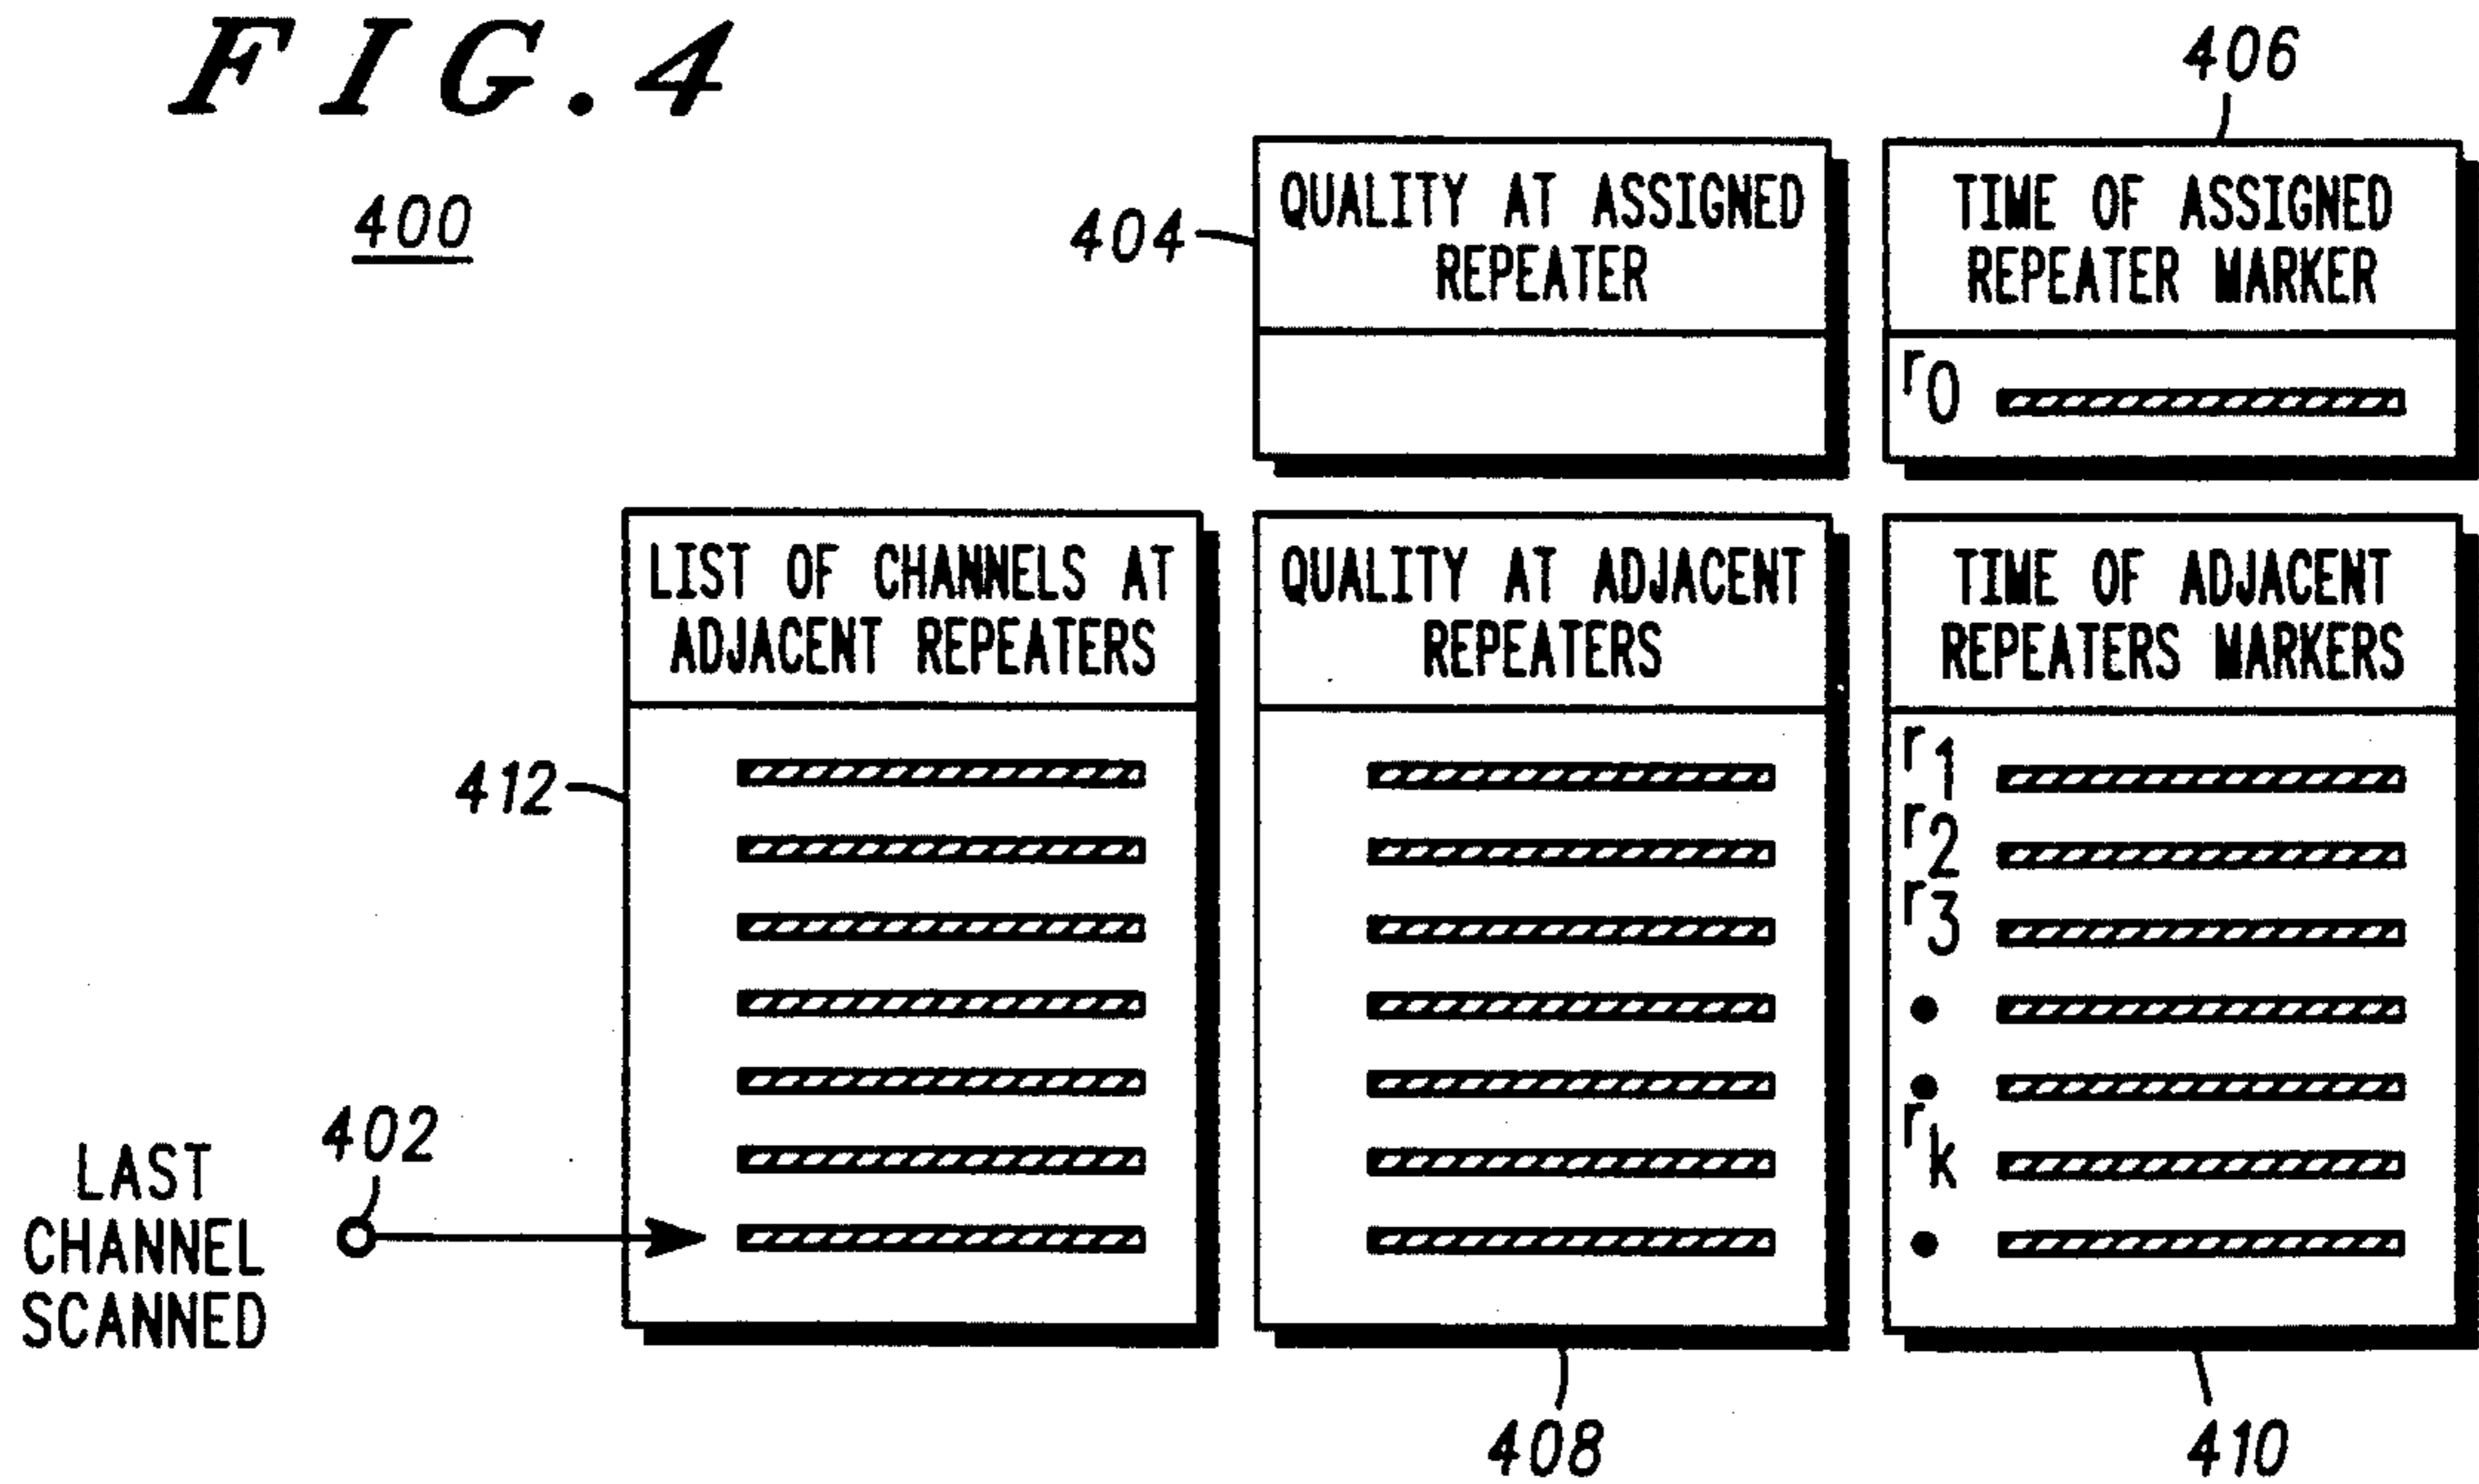 FIG.4
400
406
404
QUALITY AT ASSIGNED
REPEATER
TIME OF ASSIGNED
REPEATER MARKER
r0
LIST OF CHANNELS AT
ADJACENT REPEATERS
QUALITY AT ADJACENT
REPEATERS
TIME OF ADJACENT
REPEATERS MARKERS
412
r1
r2
r3
rk
LAST
CHANNEL
SCANNED
402
408
410